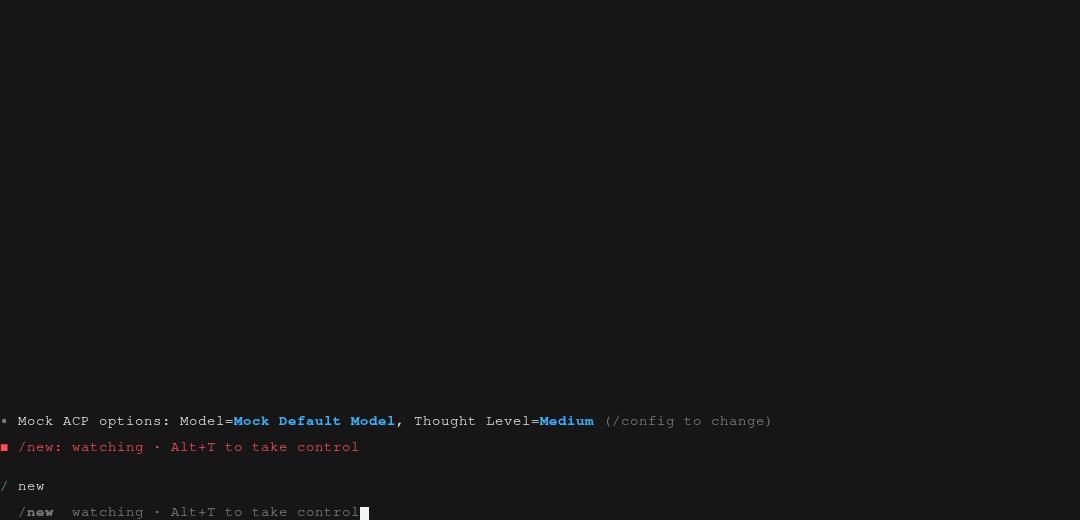 • Mock ACP options: Model=Mock Default Model, Thought Level=Medium (/config to change)
■ /new: watching · Alt+T to take control
/ new
/new  watching · Alt+T to take control